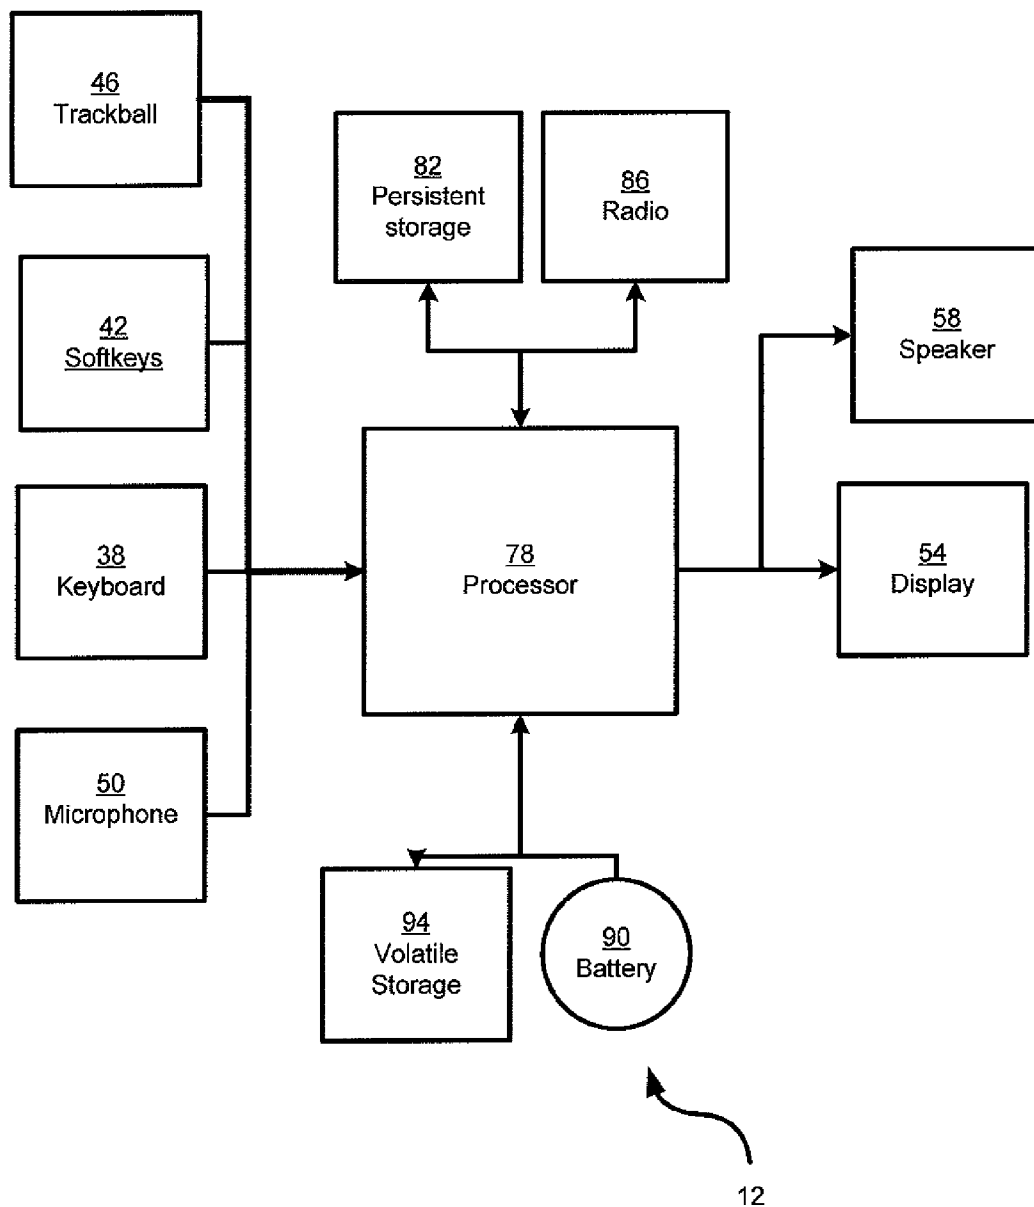 46
Trackball
82
Persistent
storage
86
Radio
42
Softkeys
58
Speaker
38
Keyboard
78
Processor
54
Display
50
Microphone
94
Volatile
Storage
90
Battery
12